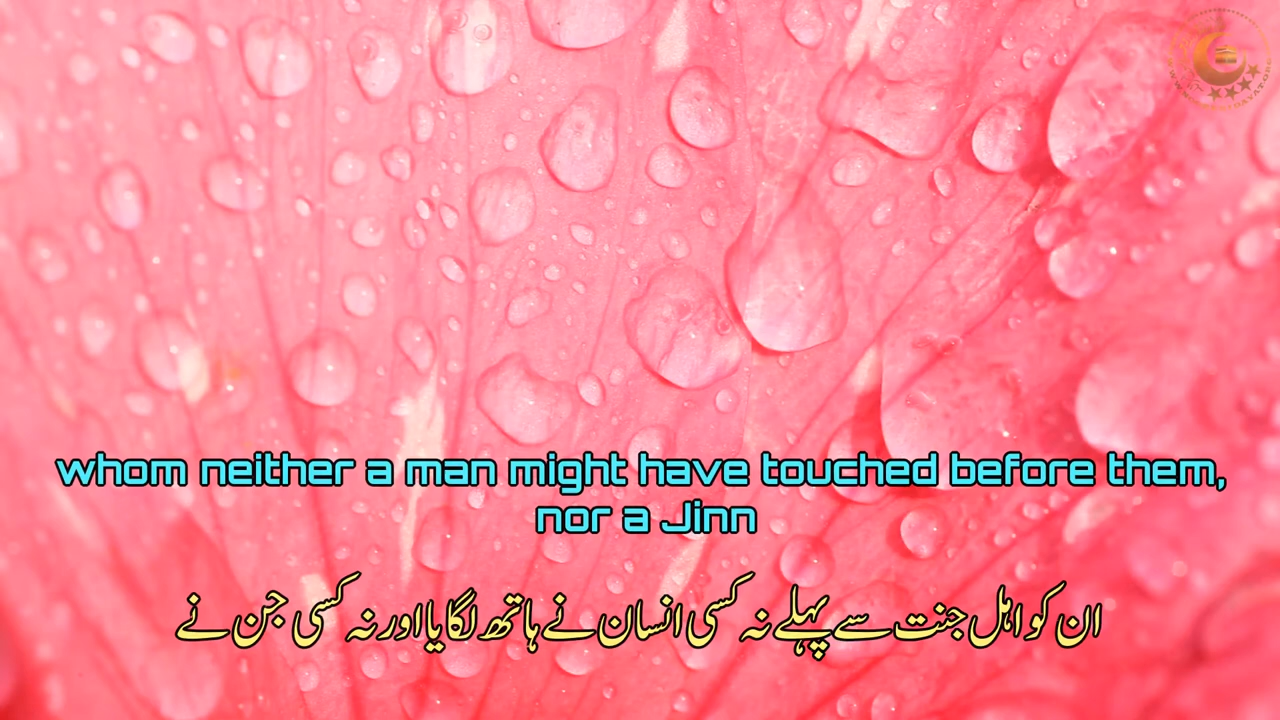 whom neither a man might have touched before them,
nor a Jinn
ان کو اہل جنت سے پہلے نہ کسی انسان نے ہاتھ لگایا اور نہ کسی جن نے